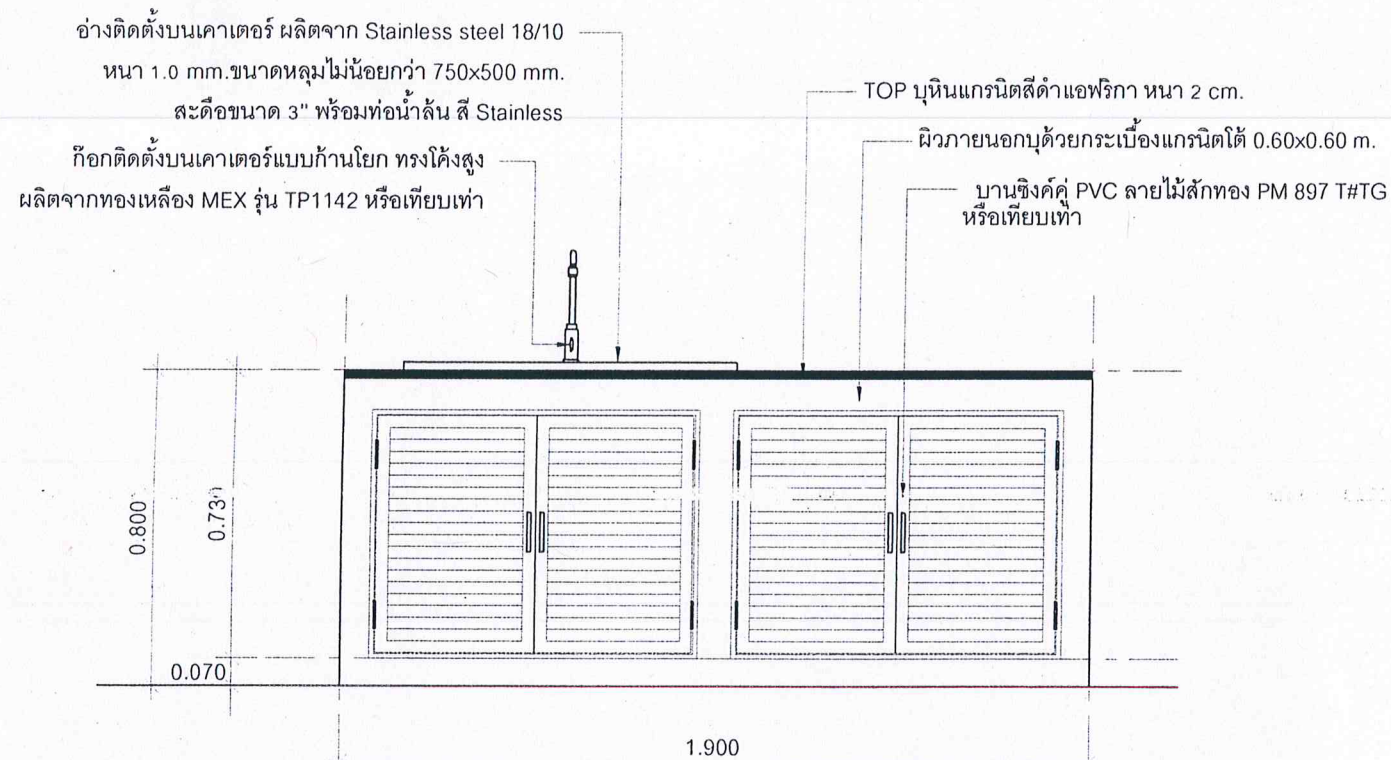 อ่างติดตั้งบนเคาเตอร์ ผลิตจาก Stainless steel 18/10
หนา 1.0 mm.ขนาดหลุมไม่น้อยกว่า 750x500 mm.
สะดือขนาด 3" พร้อมท่อน้ำล้น สี Stainless
ก๊อกติดตั้งบนเคาเตอร์แบบก้านโยก ทรงโค้งสูง
ผลิตจากทองเหลือง MEX รุ่น TP1142 หรือเทียบเท่า
TOP บุหินแกรนิตสีดำแอฟริกา หนา 2 cm.
ผิวภายนอกบุด้วยกระเบื้องแกรนิตโต้ 0.60x0.60 m.
บานซิงค์คู่ PVC ลายไม้สักทอง PM 897 T#TG
หรือเทียบเท่า
0.800
0.730
0.070
1.900